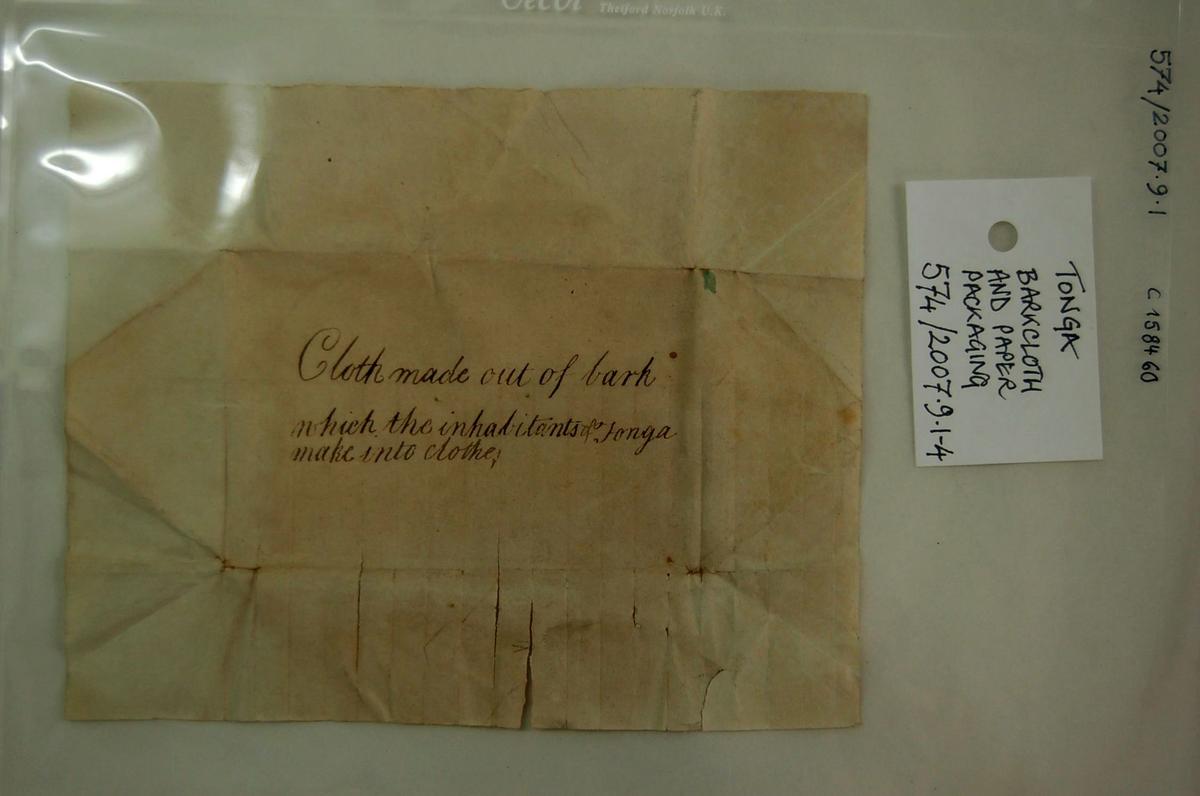 Thetford Norfolk U.K.
Cloth made out of bark
which the inhabitants of Tonga
make into clothes
TONGA
BARKCLOTH
AND PAPER
PACKAGING
574/2007.9.1-4
574/2007.9.1 C 158460